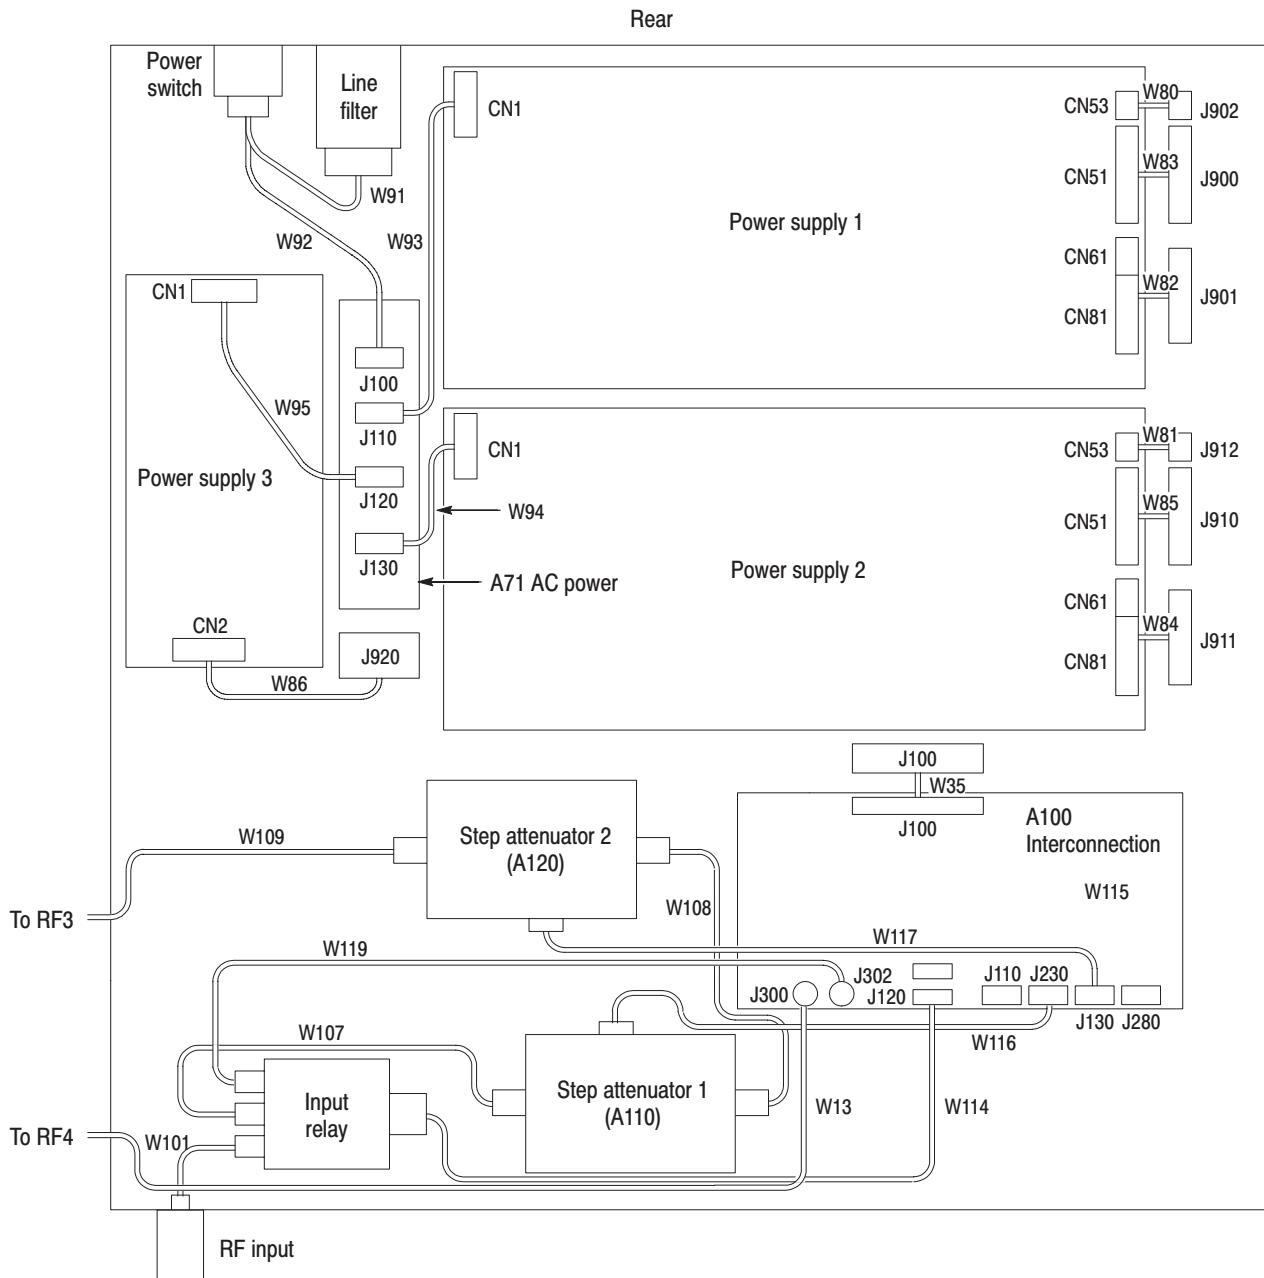 Rear
Power
switch
Line
filter
CN1
CN53
W80
J902
CN51
W83
J900
W91
W92
W93
Power supply 1
CN61
W82
J901
CN81
CN1
J100
W95
J110
CN1
CN53
W81
J912
Power supply 3
J120
W94
CN51
W85
J910
J130
A71 AC power
Power supply 2
CN61
W84
J911
CN81
CN2
J920
W86
J100
W35
J100
A100
Interconnection
W109
Step attenuator 2
(A120)
W115
To RF3
W108
W119
W117
J302
J110
J230
J300
J120
J130
J280
W107
W116
Step attenuator 1
(A110)
Input
relay
W13
W114
To RF4
W101
RF input